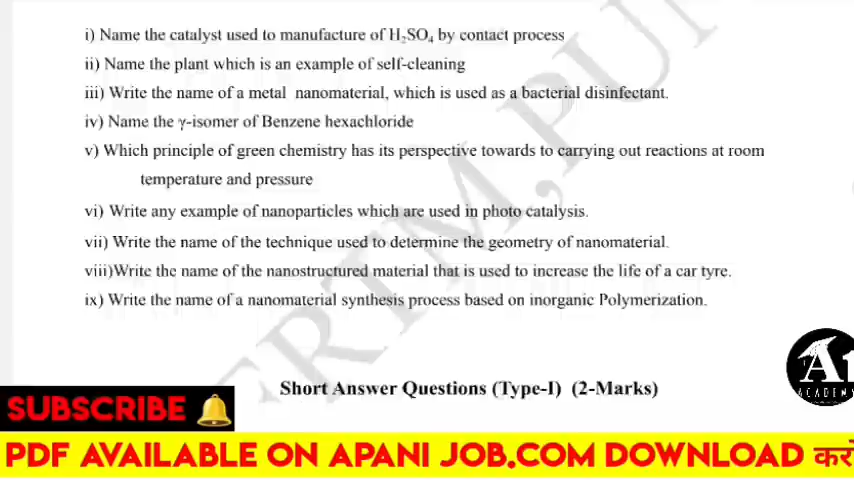 i) Name the catalyst used to manufacture of H₂SO₄ by contact process
ii) Name the plant which is an example of self-cleaning
iii) Write the name of a metal nanomaterial, which is used as a bacterial disinfectant.
iv) Name the γ-isomer of Benzene hexachloride
v) Which principle of green chemistry has its perspective towards to carrying out reactions at room
temperature and pressure
vi) Write any example of nanoparticles which are used in photo catalysis.
vii) Write the name of the technique used to determine the geometry of nanomaterial.
viii)Write the name of the nanostructured material that is used to increase the life of a car tyre.
ix) Write the name of a nanomaterial synthesis process based on inorganic Polymerization.
Short Answer Questions (Type-I) (2-Marks)
A1
ACADEMY
SUBSCRIBE
PDF AVAILABLE ON APANI JOB.COM DOWNLOAD करो